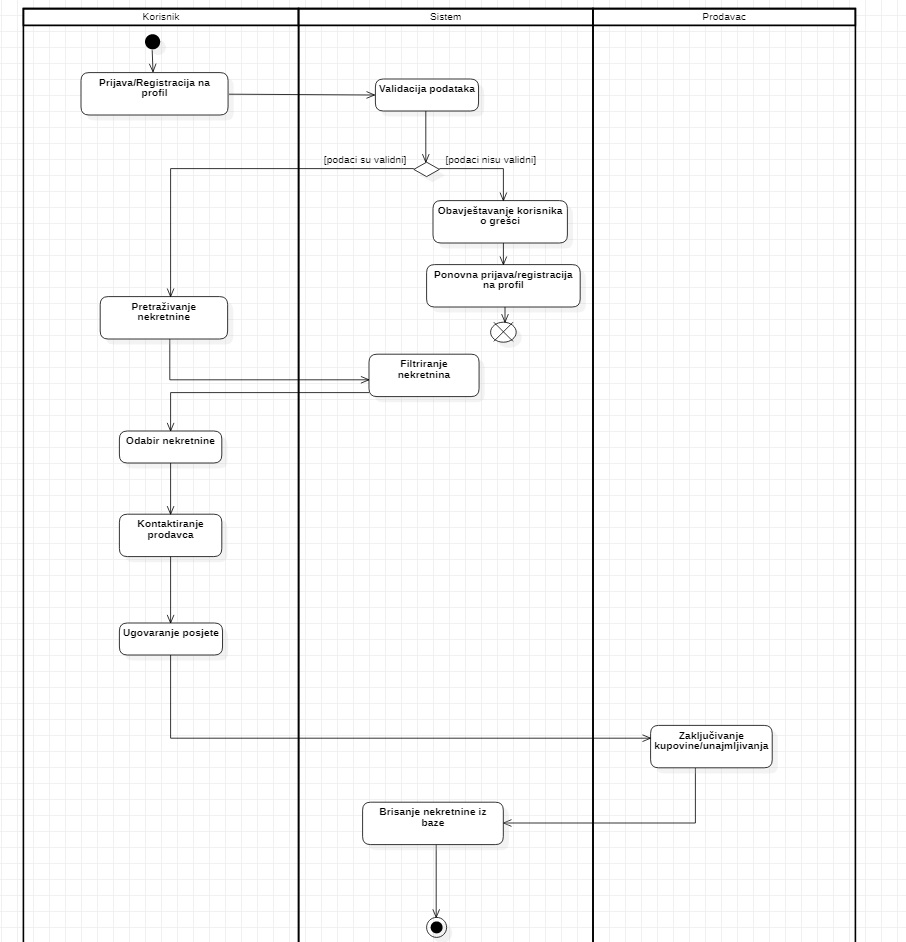 Korisnik
Sistem
Prodavac
Prijava/Registracija na
profil
Validacija podataka
[podaci su validni]
[podaci nisu validni]
Obavještavanje korisnika
o grešci
Ponovna prijava/registracija
na profil
Pretraživanje
nekretnine
Filtriranje
nekretnina
Odabir nekretnine
Kontaktiranje
prodavca
Ugovaranje posjete
Zaključivanje
kupovine/unajmljivanja
Brisanje nekretnine iz
baze